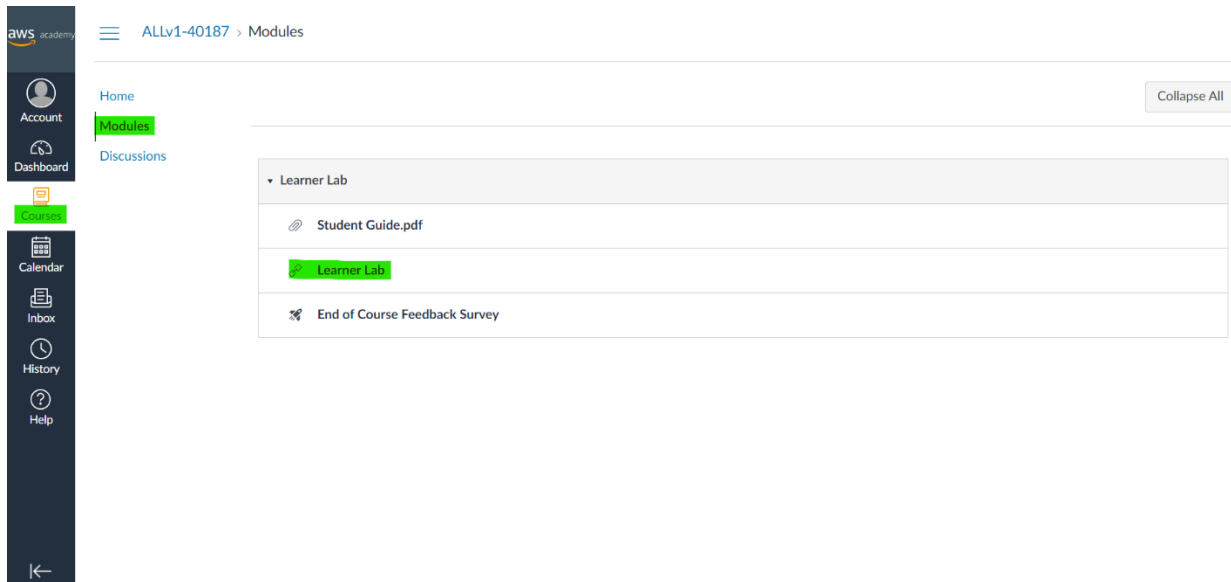 aws academy
ALLv1-40187 > Modules
Account
Dashboard
Courses
Calendar
Inbox
History
Help
Home
Modules
Discussions
Collapse All
Learner Lab
Student Guide.pdf
Learner Lab
End of Course Feedback Survey